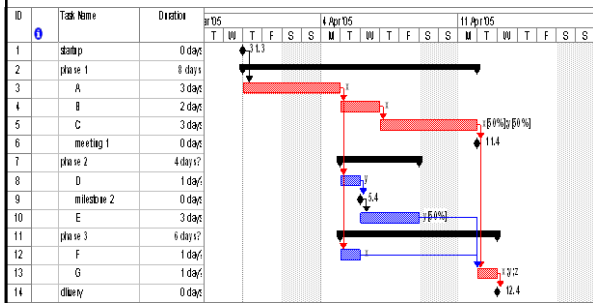 ID Task Name Duration ar'05 4 Apr'05 11 Apr'05
T W T F S S M T W T F S S M T W T F S S
1 startup 0 days 31.3
2 phase 1 8 days
3 A 3 days x
4 B 2 days x
5 C 3 days x[50%];y[50%]
6 meeting 1 0 days 11.4
7 phase 2 4 days?
8 D 1 day? y
9 milestone 2 0 days 5.4
10 E 3 days y[50%]
11 phase 3 6 days?
12 F 1 day? x
13 G 1 day? x;y;z
14 dlivery 0 days 12.4